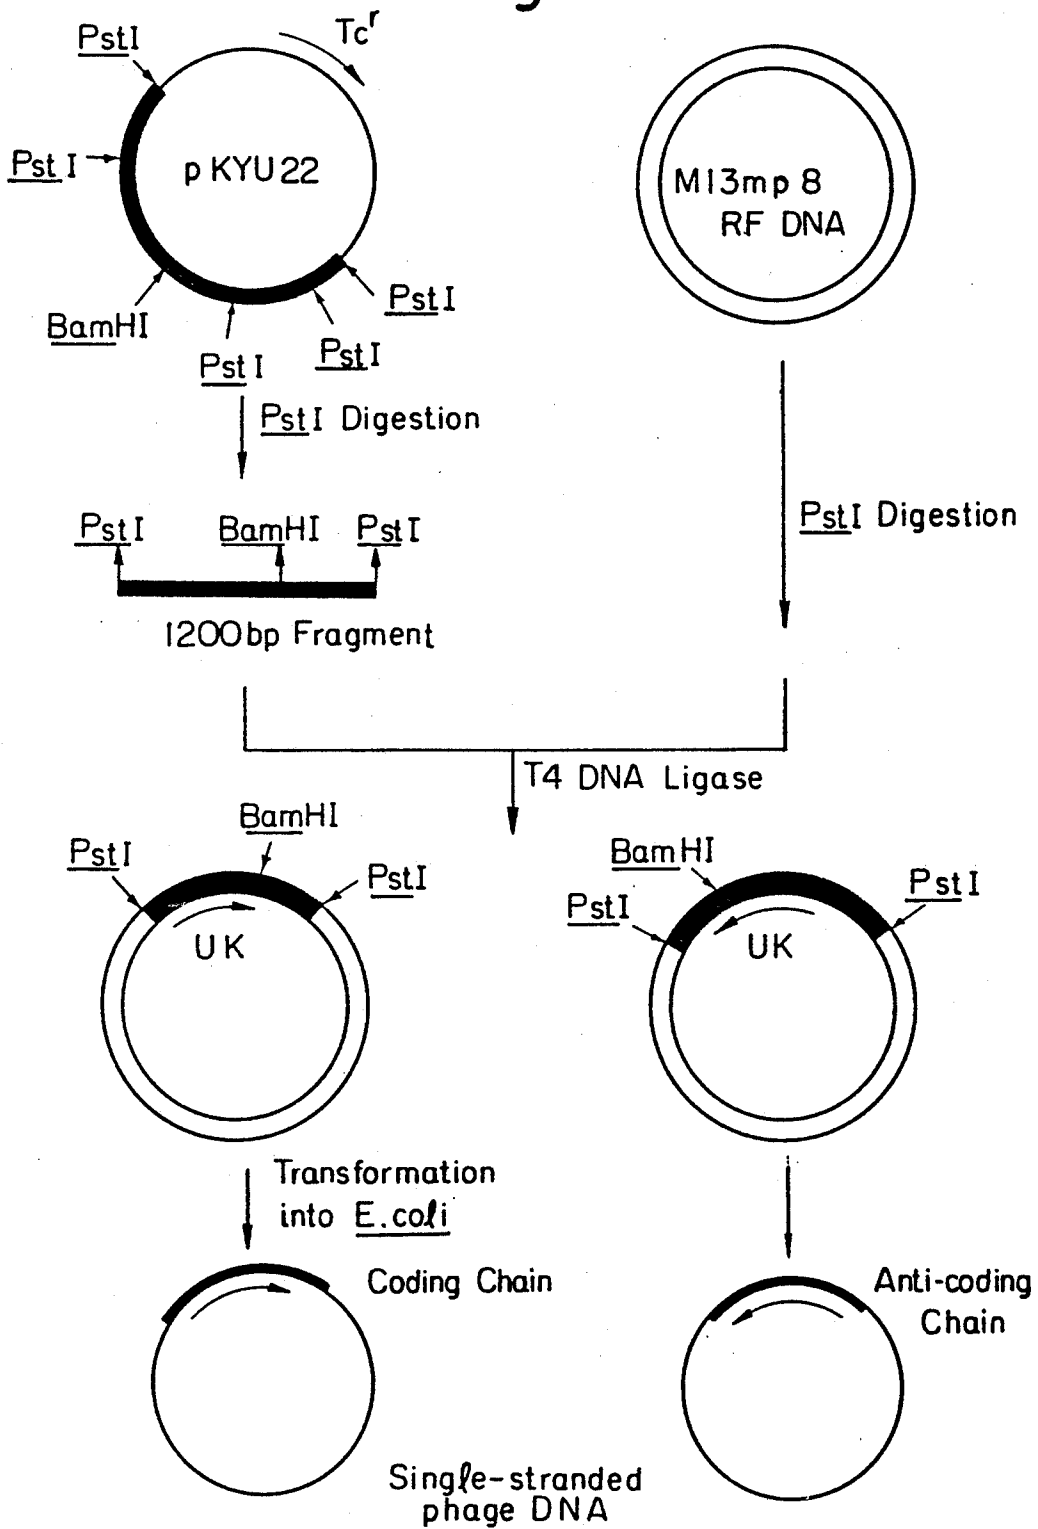 PstI
Tcr
PstI
pKYU22
M13mp8
RF DNA
BamHI
PstI
PstI
PstI
PstI Digestion
PstI Digestion
PstI
BamHI
PstI
1200bp Fragment
T4 DNA Ligase
BamHI
PstI
PstI
UK
BamHI
PstI
PstI
UK
Transformation
into E.coli
Coding Chain
Anti-coding
Chain
Single-stranded
phage DNA